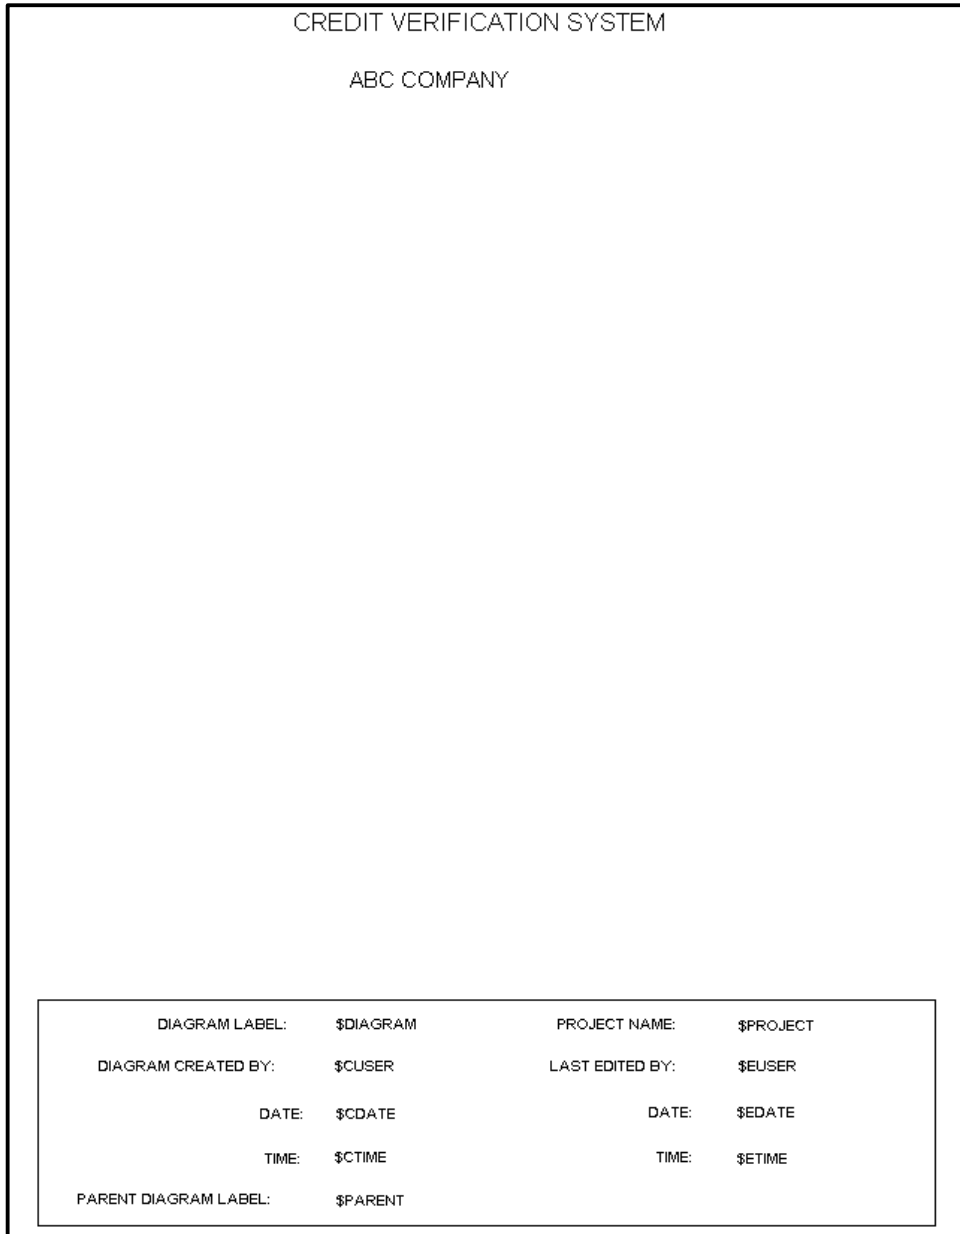 CREDIT VERIFICATION SYSTEM
ABC COMPANY
DIAGRAM LABEL: $DIAGRAM PROJECT NAME: $PROJECT
DIAGRAM CREATED BY: $CUSER LAST EDITED BY: $EUSER
DATE: $CDATE DATE: $EDATE
TIME: $CTIME TIME: $ETIME
PARENT DIAGRAM LABEL: $PARENT